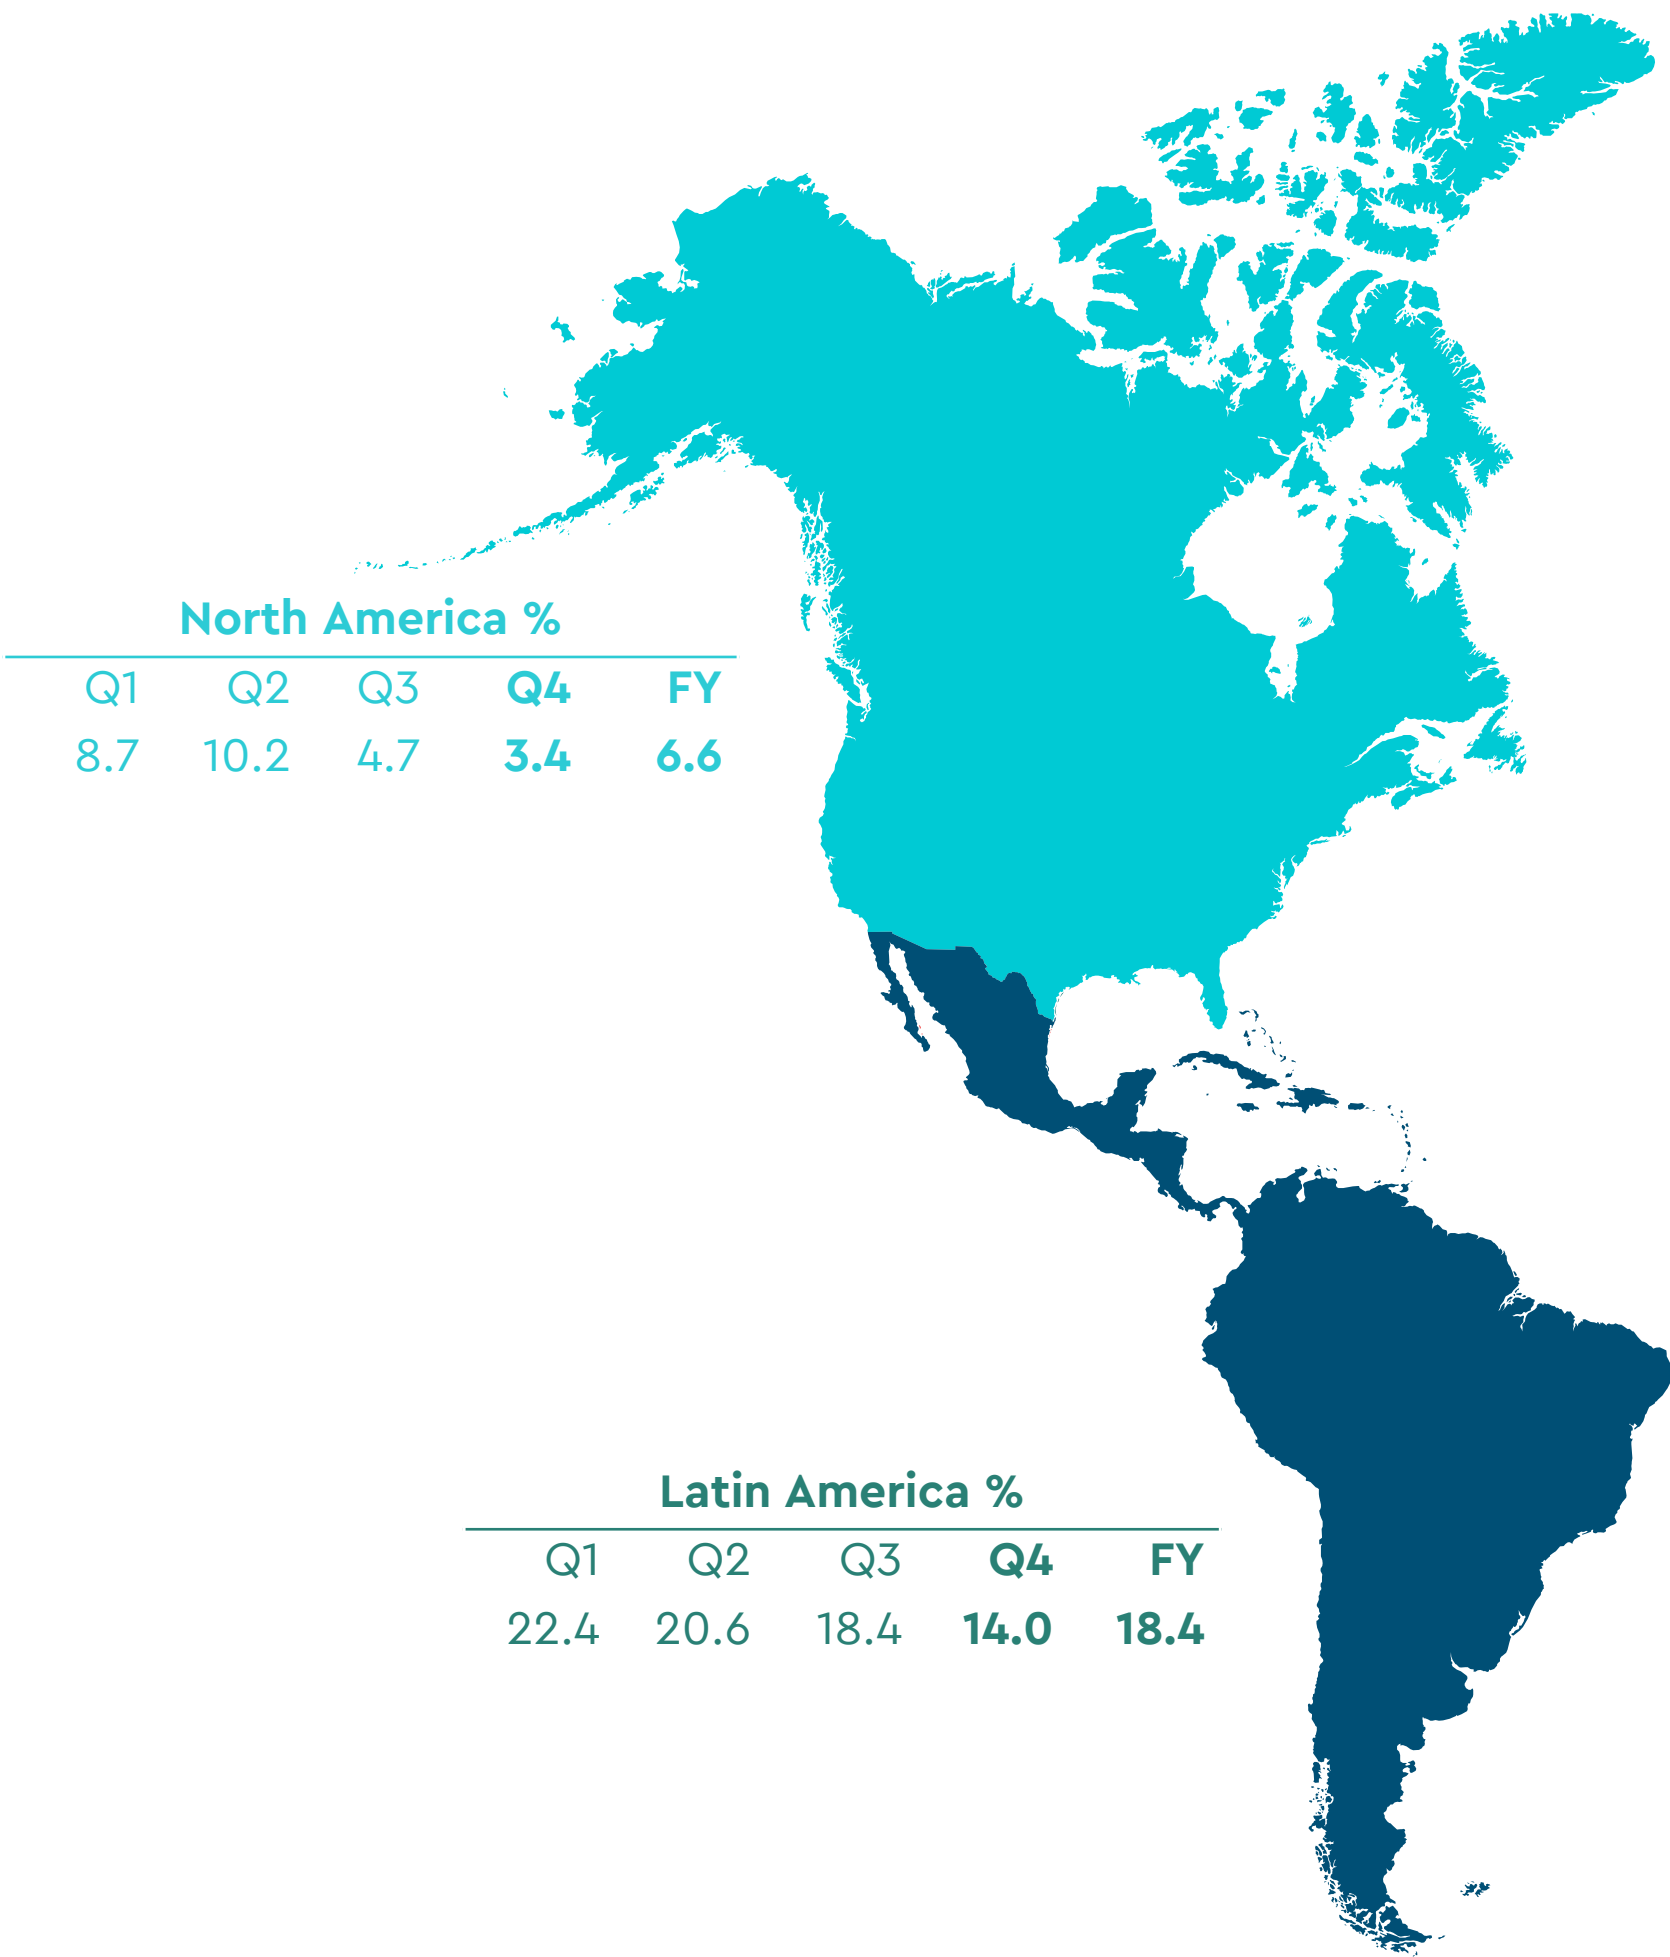 North America %
Q1 Q2 Q3 Q4 FY
8.7 10.2 4.7 3.4 6.6
Latin America %
Q1 Q2 Q3 Q4 FY
22.4 20.6 18.4 14.0 18.4